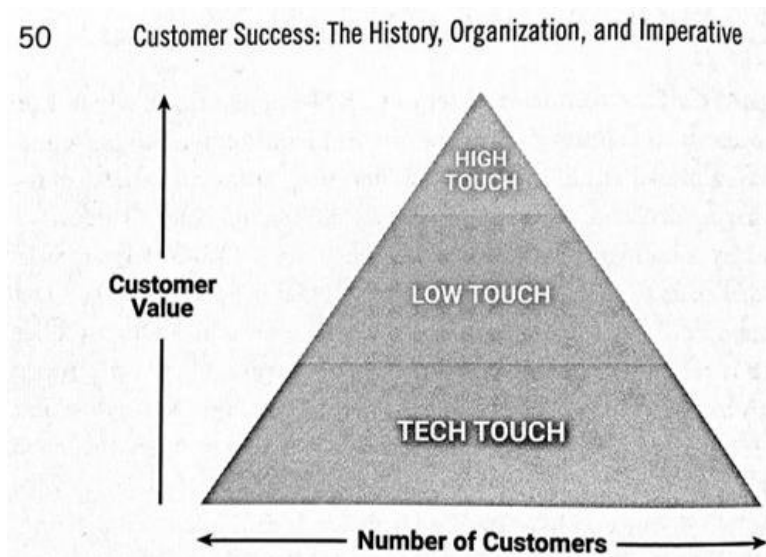 50 Customer Success: The History, Organization, and Imperative
HIGH
TOUCH
Customer
Value
LOW TOUCH
TECH TOUCH
Number of Customers